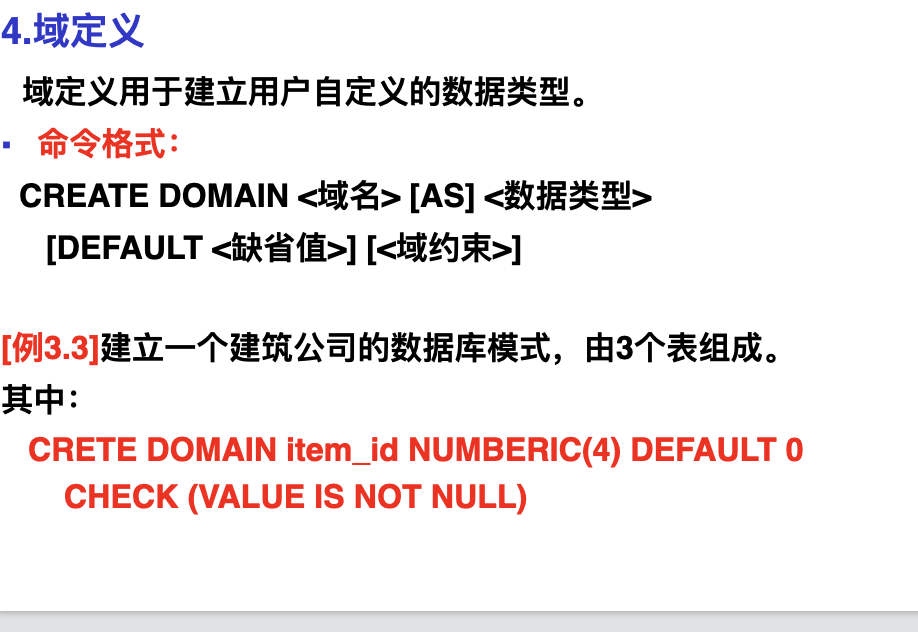 4.域定义
域定义用于建立用户自定义的数据类型。
▪ 命令格式：
CREATE DOMAIN <域名> [AS] <数据类型>
[DEFAULT <缺省值>] [<域约束>]
[例3.3]建立一个建筑公司的数据库模式，由3个表组成。
其中：
CRETE DOMAIN item_id NUMBERIC(4) DEFAULT 0
CHECK (VALUE IS NOT NULL)